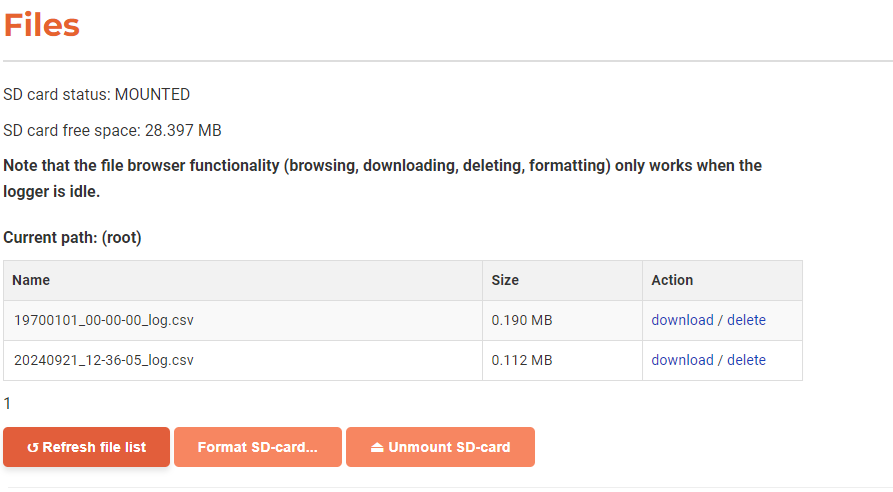 Files
SD card status: MOUNTED
SD card free space: 28.397 MB
Note that the file browser functionality (browsing, downloading, deleting, formatting) only works when the
logger is idle.
Current path: (root)
Name Size Action
19700101_00-00-00_log.csv 0.190 MB download / delete
20240921_12-36-05_log.csv 0.112 MB download / delete
1
↺ Refresh file list Format SD-card... ⏏ Unmount SD-card